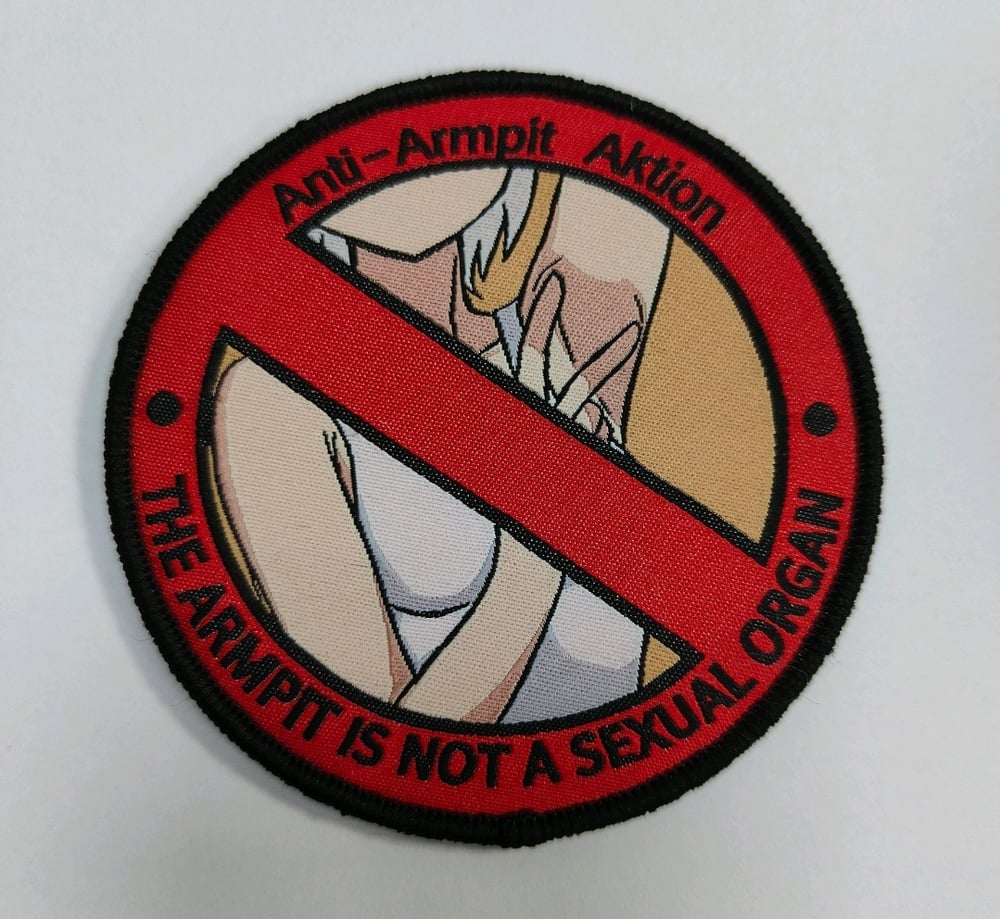 Anti-Armpit Aktion
THE ARMPIT IS NOT A SEXUAL ORGAN